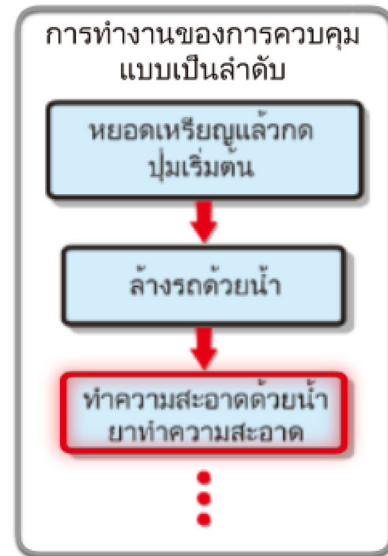 การทำงานของการควบคุม
แบบเป็นลำดับ
หยอดเหรียญแล้วกด
ปุ่มเริ่มต้น
ล้างรถด้วยน้ำ
ทำความสะอาดด้วยน้ำ
ยาทำความสะอาด